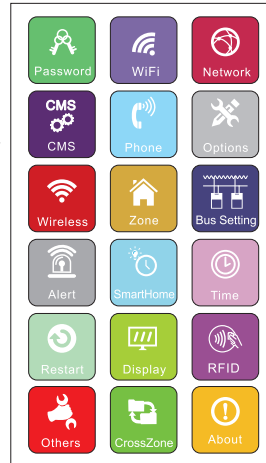 Password WiFi Network
CMS
CMS Phone Options
Wireless Zone Bus Setting
Alert SmartHome Time
Restart Display RFID
Others CrossZone About